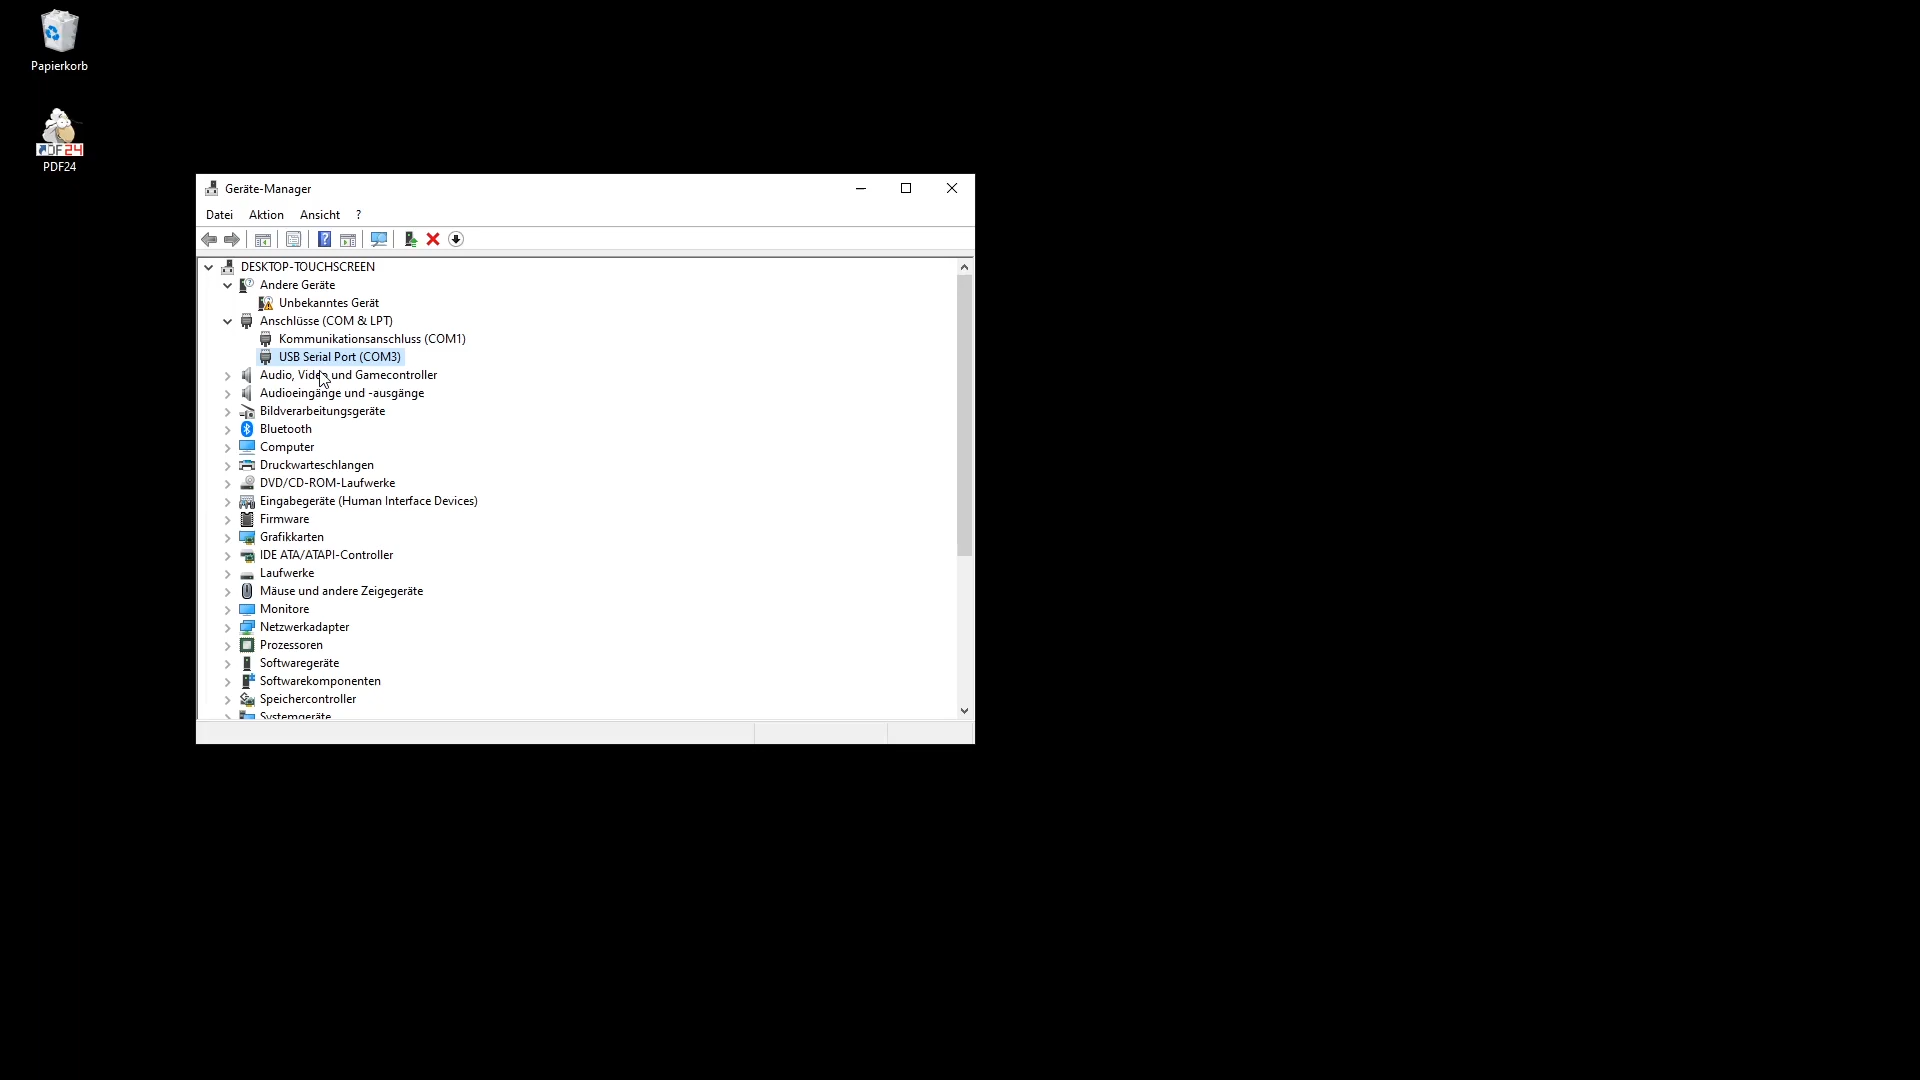 Papierkorb
PDF24
Geräte-Manager
Datei Aktion Ansicht ?
DESKTOP-TOUCHSCREEN
Andere Geräte
Unbekanntes Gerät
Anschlüsse (COM & LPT)
Kommunikationsanschluss (COM1)
USB Serial Port (COM3)
Audio, Video und Gamecontroller
Audioeingänge und -ausgänge
Bildverarbeitungsgeräte
Bluetooth
Computer
Druckwarteschlangen
DVD/CD-ROM-Laufwerke
Eingabegeräte (Human Interface Devices)
Firmware
Grafikkarten
IDE ATA/ATAPI-Controller
Laufwerke
Mäuse und andere Zeigegeräte
Monitore
Netzwerkadapter
Prozessoren
Softwaregeräte
Softwarekomponenten
Speichercontroller
Systemgeräte